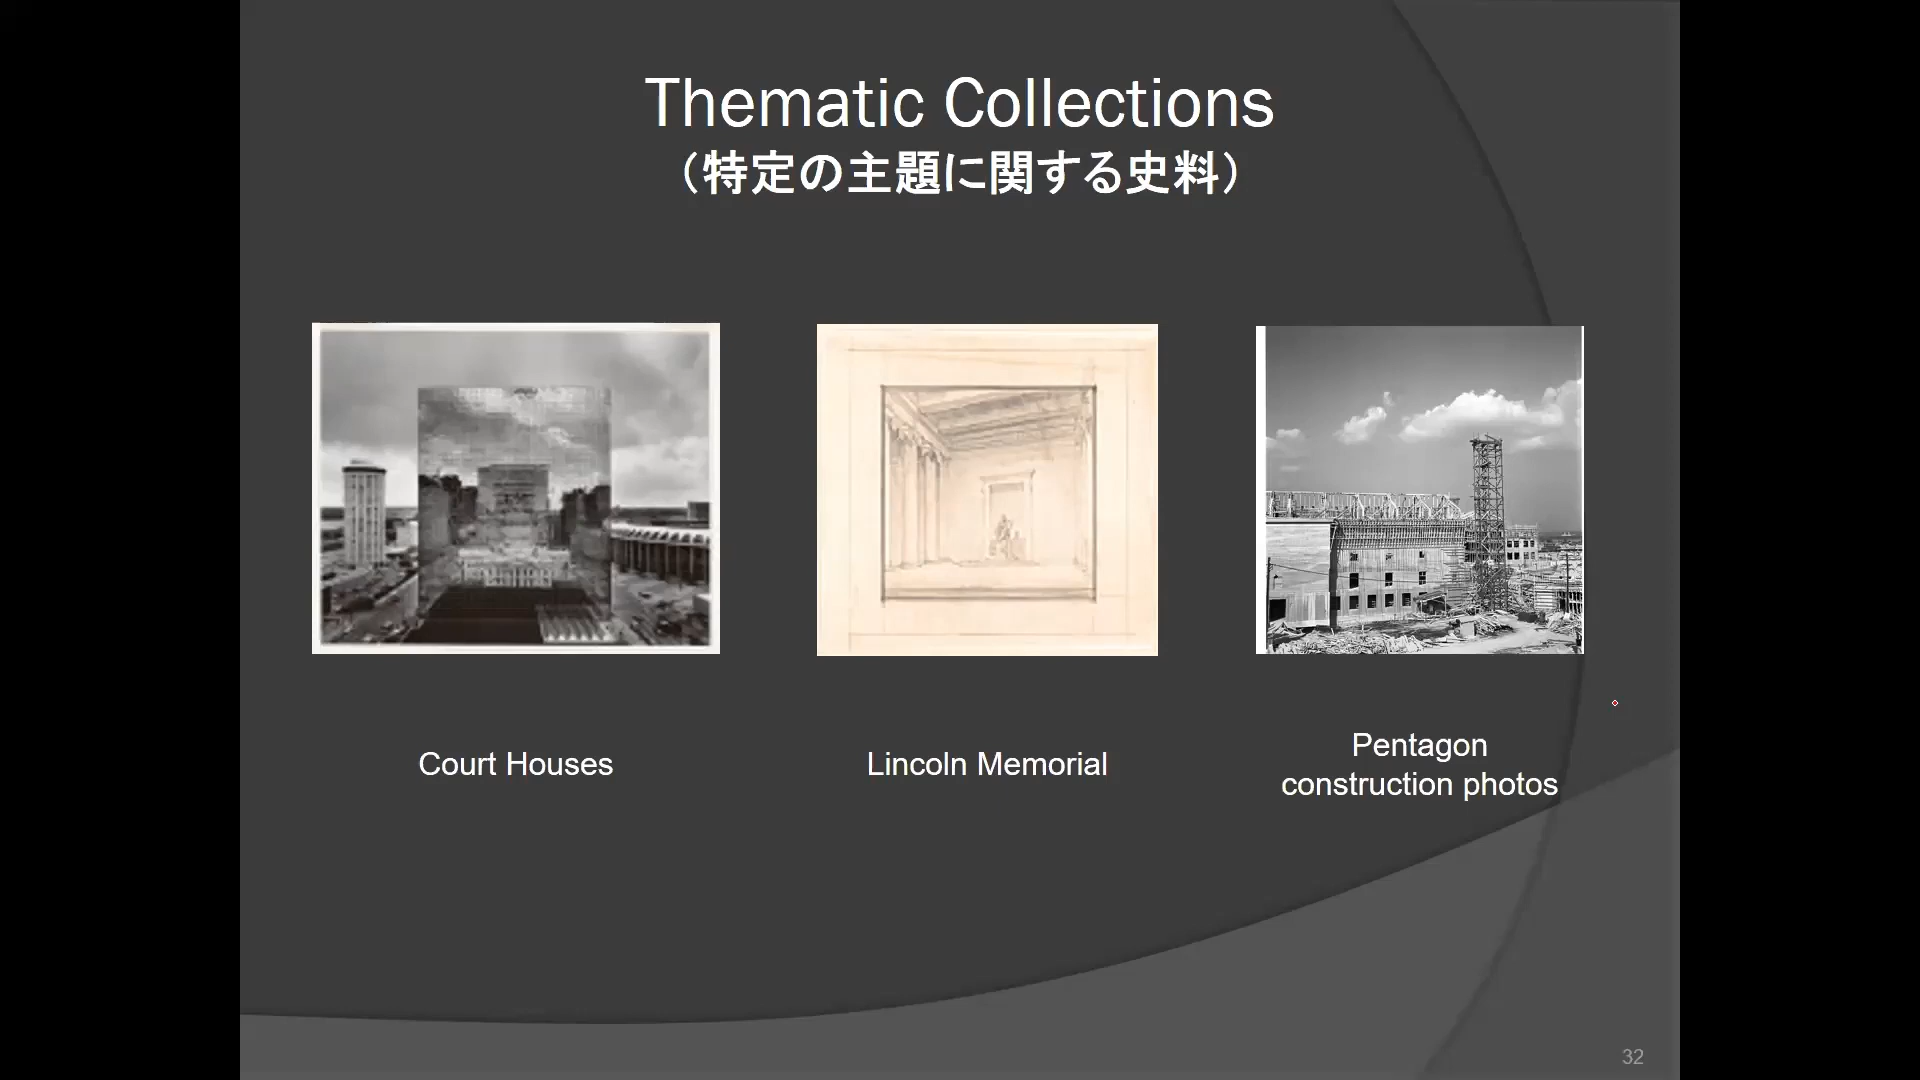 Thematic Collections
（特定の主題に関する史料）
Court Houses
Lincoln Memorial
Pentagon
construction photos
32